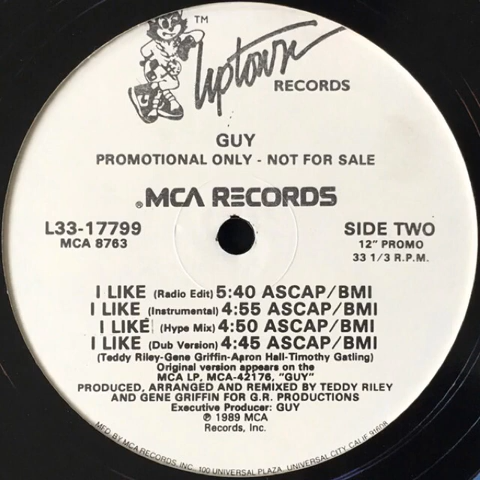 TM
Uptown
RECORDS
GUY
PROMOTIONAL ONLY - NOT FOR SALE
®MCA RECORDS
L33-17799
MCA 8763
SIDE TWO
12" PROMO
33 1/3 R.P.M.
I LIKE (Radio Edit) 5:40 ASCAP/BMI
I LIKE (Instrumental) 4:55 ASCAP/BMI
I LIKE (Hype Mix) 4:50 ASCAP/BMI
I LIKE (Dub Version) 4:45 ASCAP/BMI
(Teddy Riley-Gene Griffin-Aaron Hall-Timothy Gatling)
Original version appears on the
MCA LP, MCA-42176, "GUY"
PRODUCED, ARRANGED AND REMIXED BY TEDDY RILEY
AND GENE GRIFFIN FOR G.R. PRODUCTIONS
Executive Producer: GUY
℗ 1989 MCA
Records, Inc.
MFD BY MCA RECORDS, INC. 100 UNIVERSAL PLAZA, UNIVERSAL CITY, CALIF. 91608